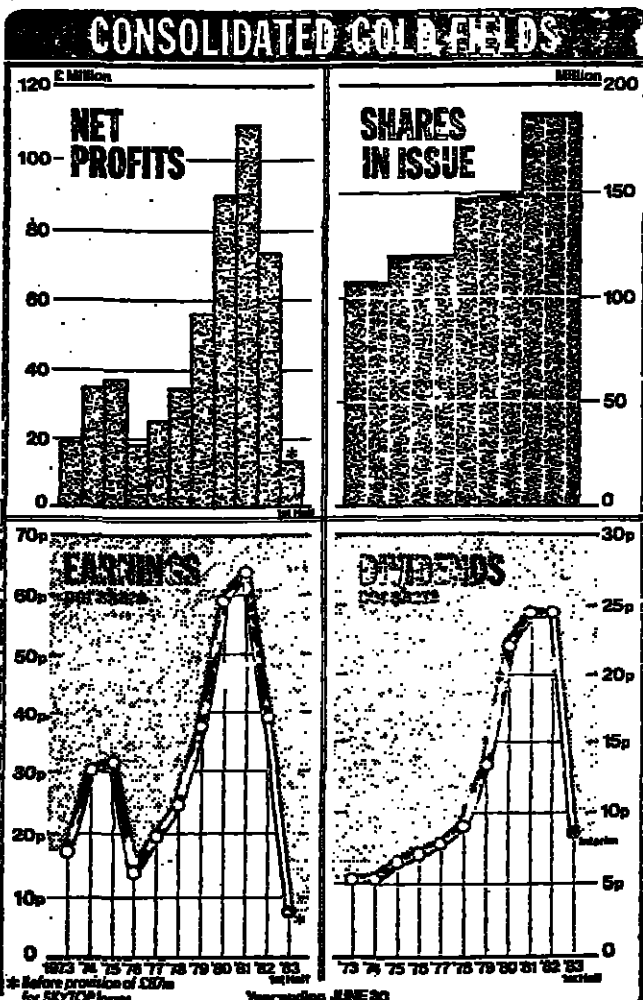 CONSOLIDATED GOLD FIELDS
£ Million
NET
PROFITS
120
100
80
60
40
20
0
*
1st Half
Million
SHARES
IN ISSUE
200
150
100
50
0
EARNINGS
per share
70p
60p
50p
40p
30p
20p
10p
0
*
1973 '74 '75 '76 '77 '78 '79 '80 '81 '82 '83
1st Half
DIVIDENDS
per share
30p
25p
20p
15p
10p
5p
0
Interim
'73 '74 '75 '76 '77 '78 '79 '80 '81 '82 '83
1st Half
* Before provision of
for SKYTOP losses
Year ending JUNE 30